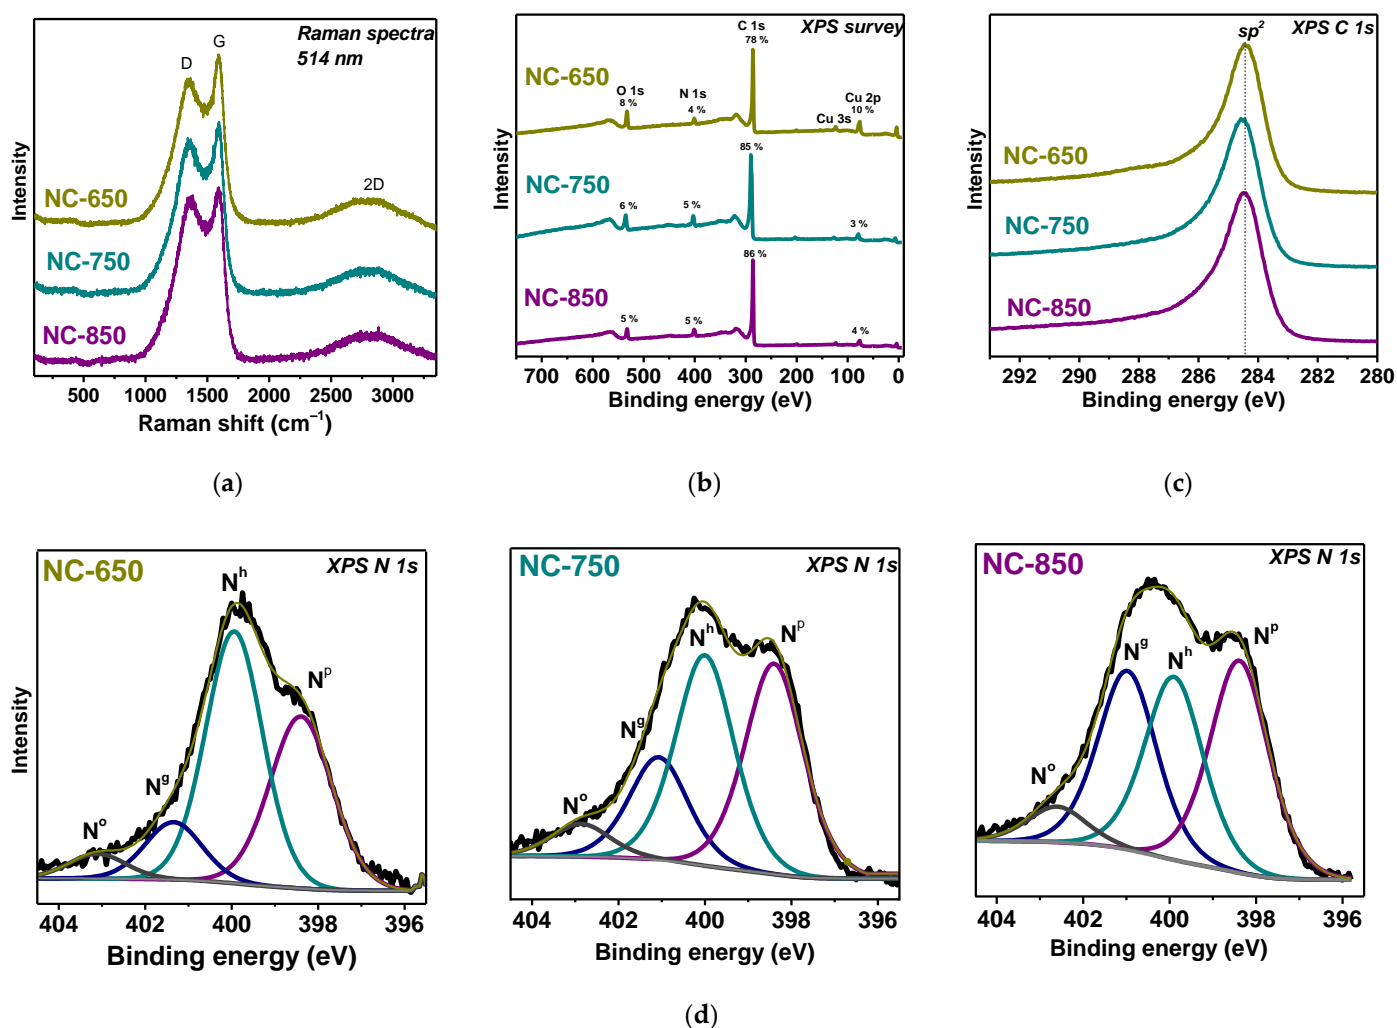 Raman spectra
514 nm
D
G
2D
NC-650
NC-750
NC-850
Intensity
500 1000 1500 2000 2500 3000
Raman shift (cm⁻¹)
(a)
XPS survey
C 1s
78 %
NC-650
O 1s
8 %
N 1s
4 %
Cu 2p
10 %
Cu 3s
85 %
NC-750
6 %
5 %
3 %
86 %
NC-850
5 %
5 %
4 %
Intensity
700 600 500 400 300 200 100 0
Binding energy (eV)
(b)
sp²
XPS C 1s
NC-650
NC-750
NC-850
Intensity
292 290 288 286 284 282 280
Binding energy (eV)
(c)
NC-650
XPS N 1s
Nʰ
Nᵖ
Nᵍ
Nᵒ
Intensity
404 402 400 398 396
Binding energy (eV)
NC-750
XPS N 1s
Nʰ
Nᵖ
Nᵍ
Nᵒ
404 402 400 398 396
Binding energy (eV)
NC-850
XPS N 1s
Nᵍ
Nʰ
Nᵖ
Nᵒ
404 402 400 398 396
Binding energy (eV)
(d)